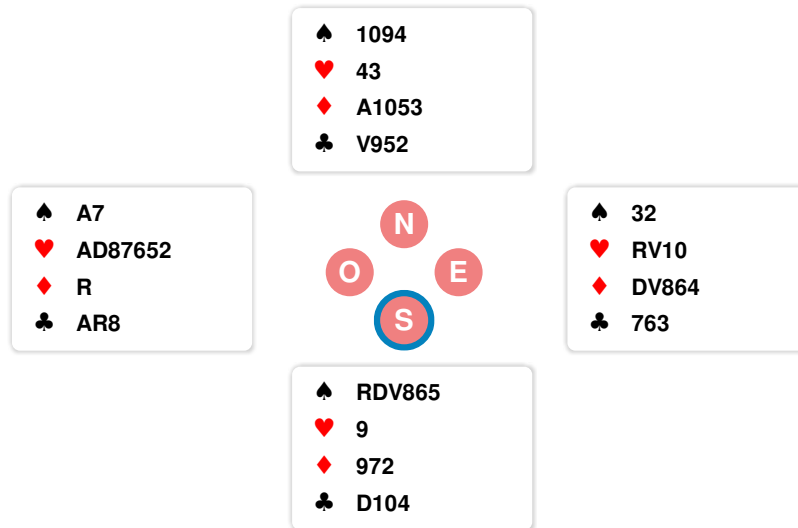 ♠ 1094
♥ 43
♦ A1053
♣ V952
♠ A7
♥ AD87652
♦ R
♣ AR8
N
O E
S
♠ 32
♥ RV10
♦ DV864
♣ 763
♠ RDV865
♥ 9
♦ 972
♣ D104